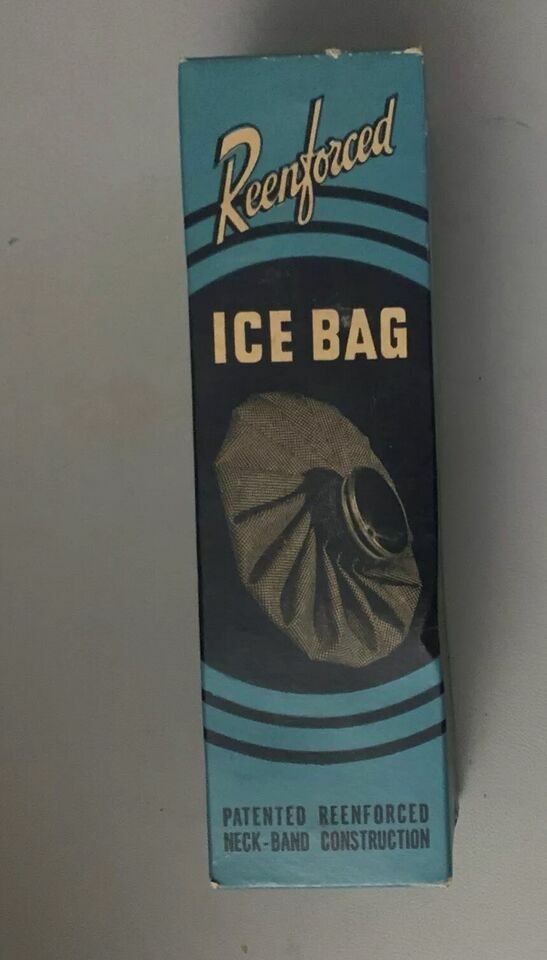 Reenforced
ICE BAG
PATENTED REENFORCED
NECK-BAND CONSTRUCTION